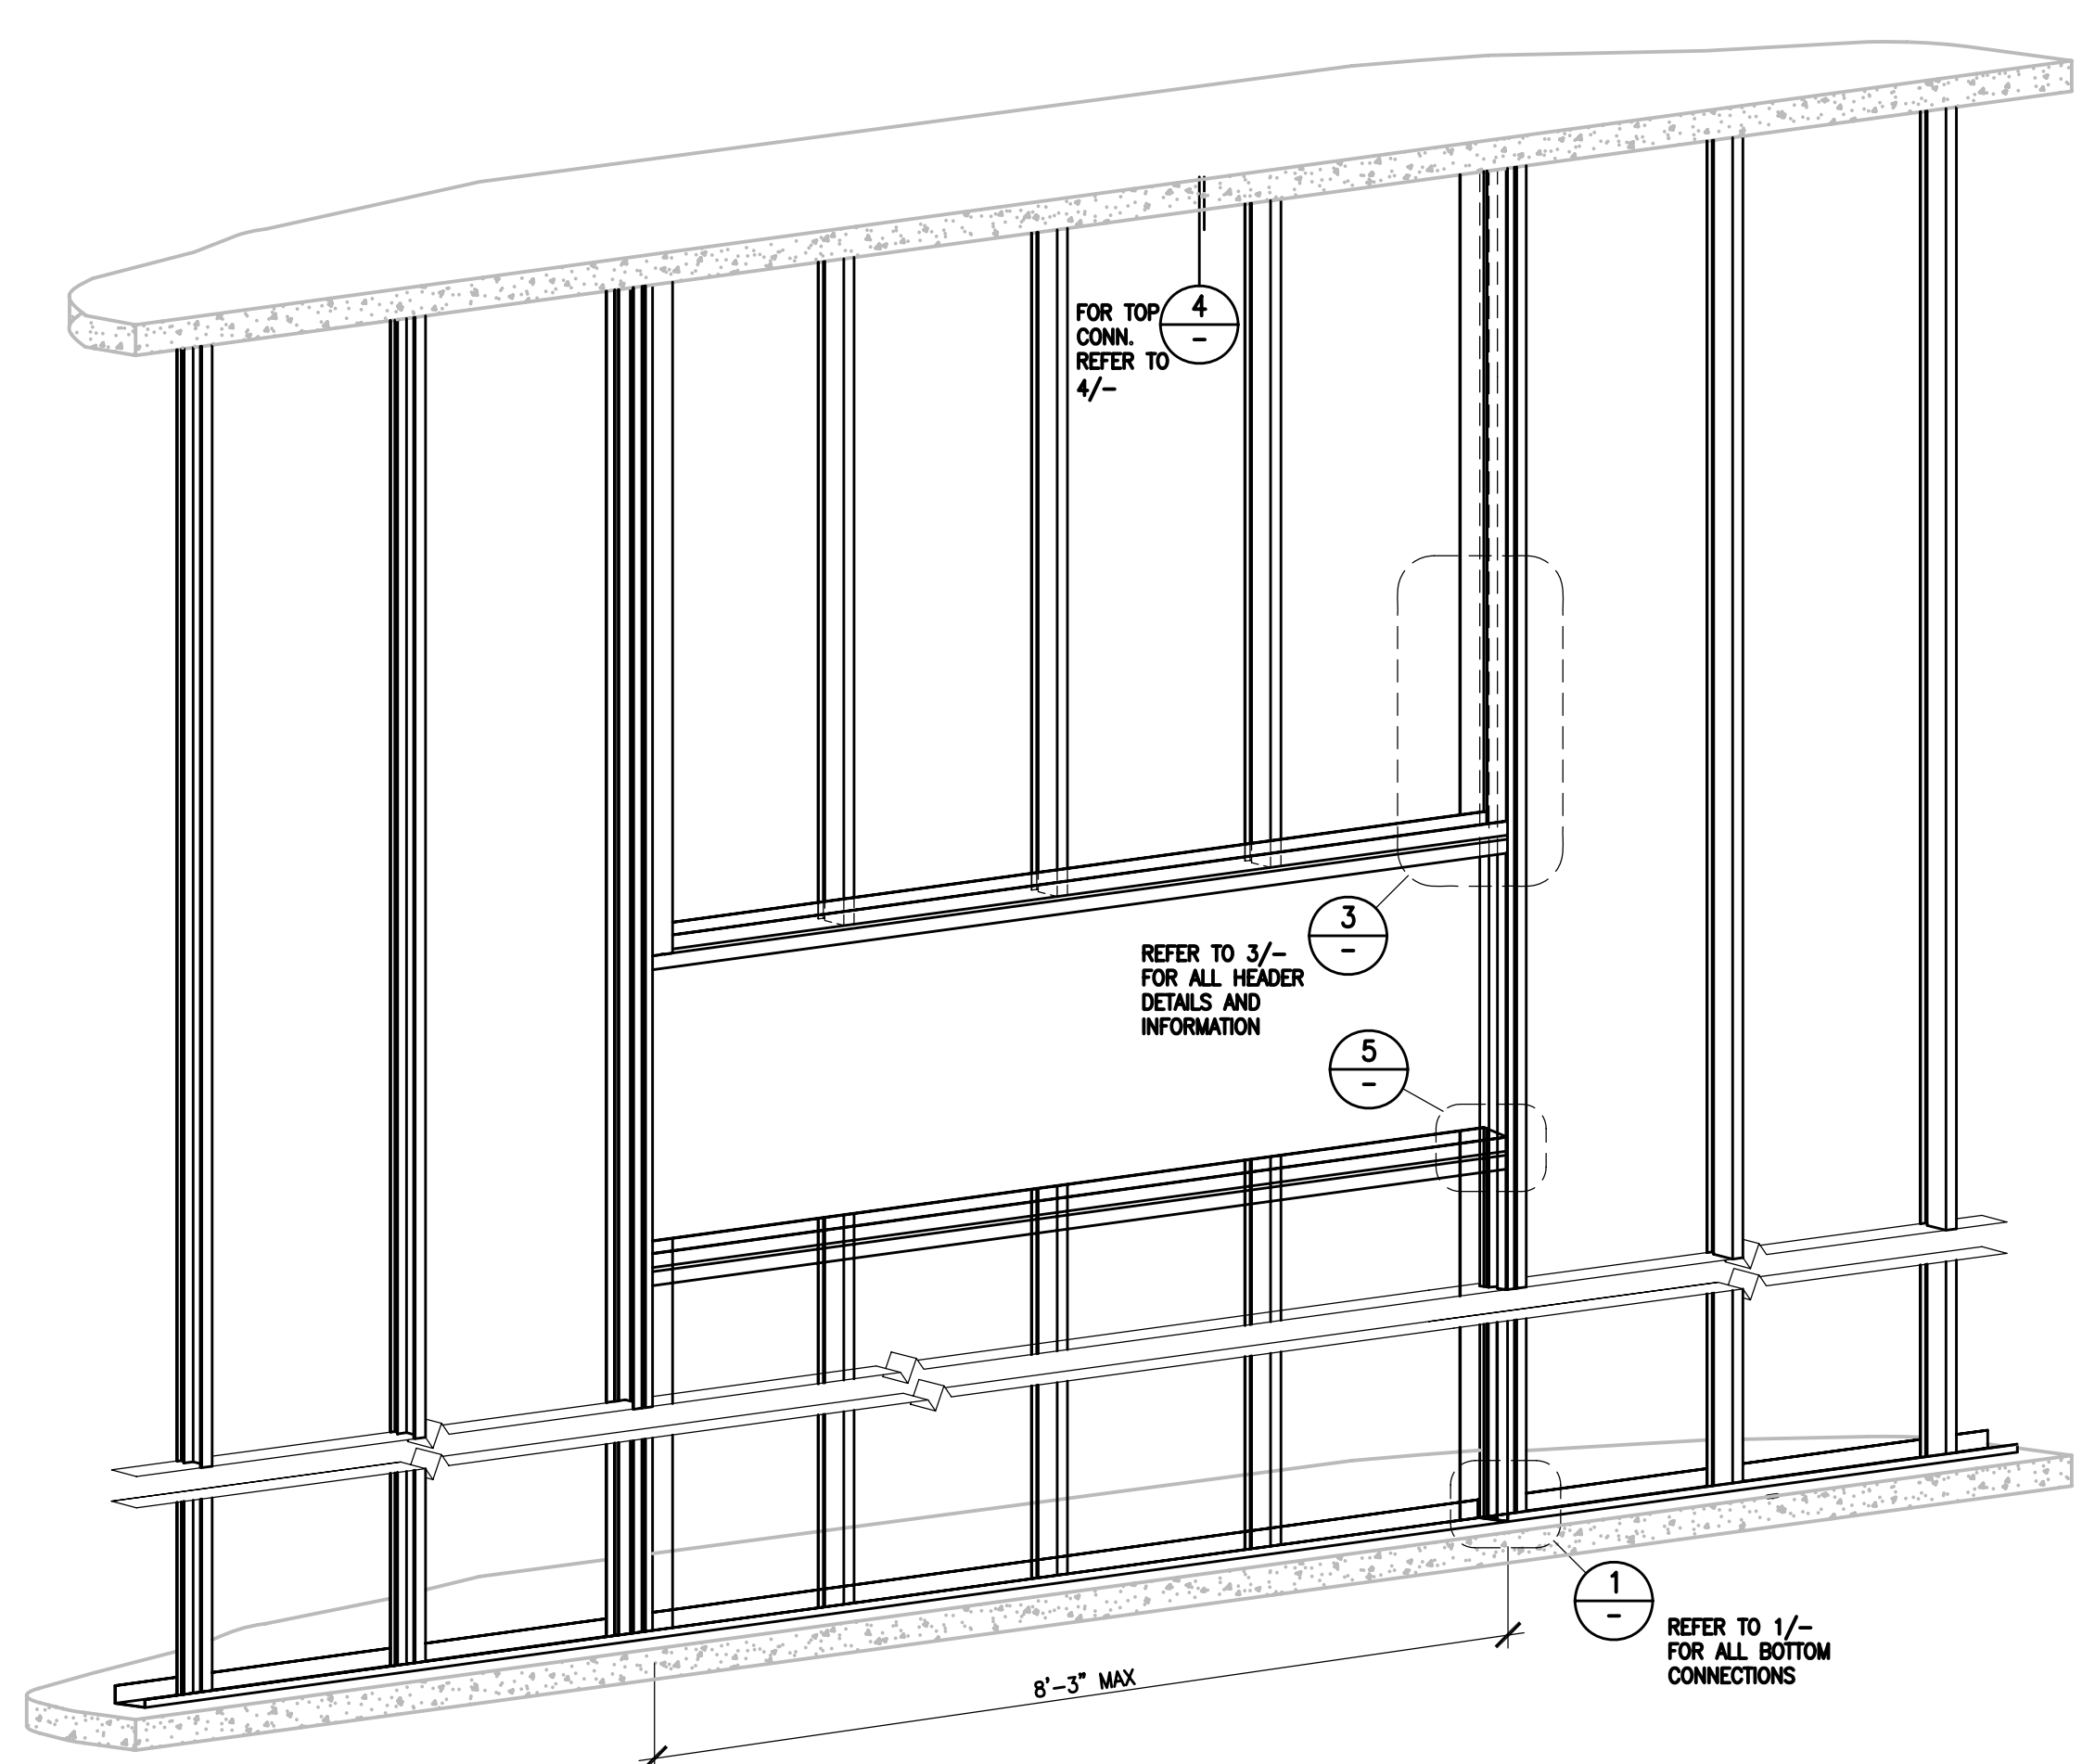 FOR TOP
CONN.
REFER TO
4/-
4
-
3
-
REFER TO 3/-
FOR ALL HEADER
DETAILS AND
INFORMATION
5
-
1
-
REFER TO 1/-
FOR ALL BOTTOM
CONNECTIONS
8'-3" MAX